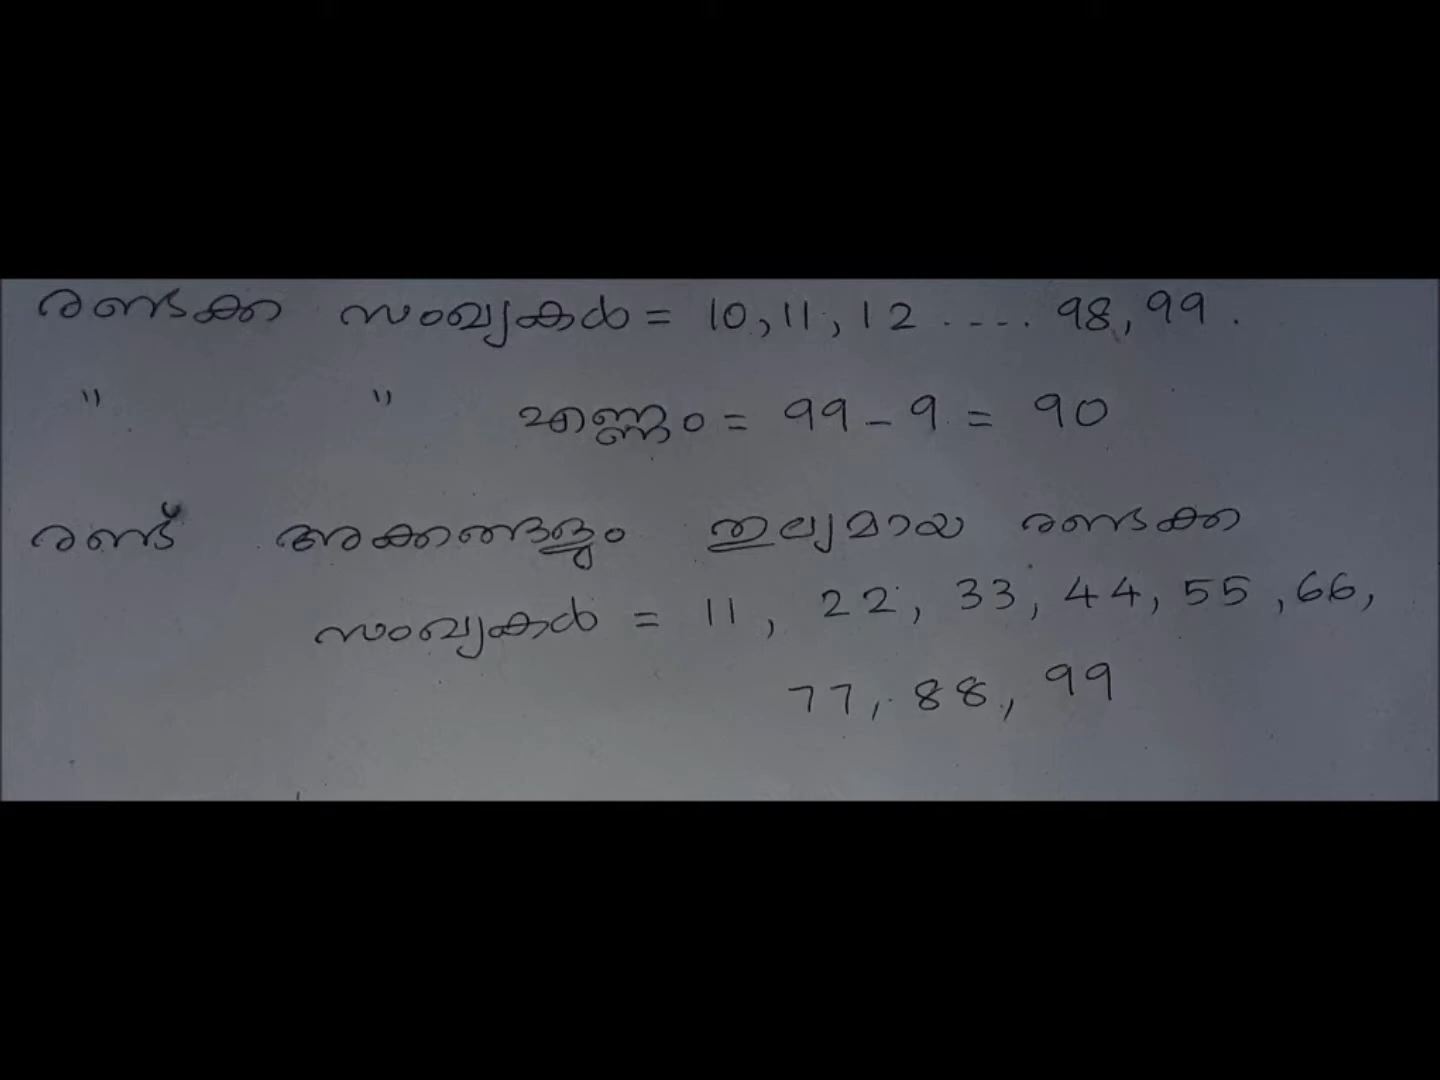 രണ്ടക്ക സംഖ്യകൾ = 10, 11, 12 .... 98, 99 .
" " എണ്ണം = 99 - 9 = 90
രണ്ട് അക്കങ്ങളും തുല്യമായ രണ്ടക്ക
സംഖ്യകൾ = 11, 22, 33, 44, 55, 66,
77, 88, 99